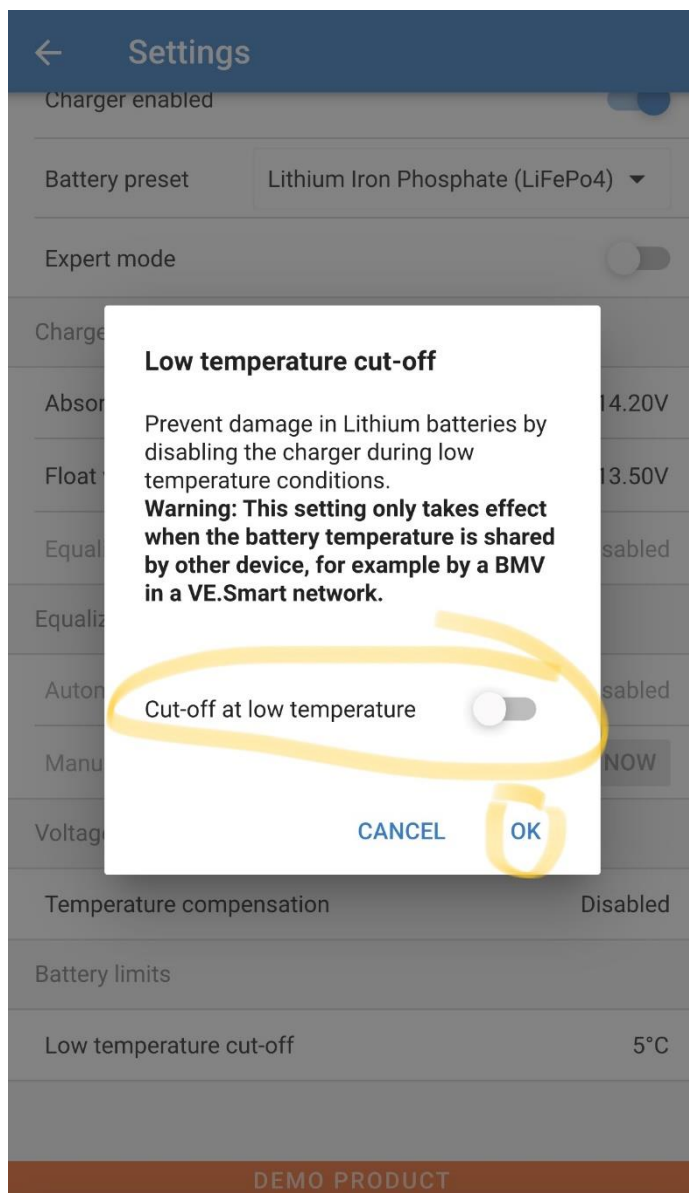 Settings
Charger enabled
Battery preset Lithium Iron Phosphate (LiFePo4)
Expert mode
Charge
Low temperature cut-off
Absor 14.20V
Prevent damage in Lithium batteries by
disabling the charger during low
Float 13.50V
temperature conditions.
Warning: This setting only takes effect
when the battery temperature is shared
Equal sabled
by other device, for example by a BMV
in a VE.Smart network.
Equaliz
Auton sabled
Cut-off at low temperature
Manu NOW
Voltag
CANCEL OK
Temperature compensation Disabled
Battery limits
Low temperature cut-off 5°C
DEMO PRODUCT